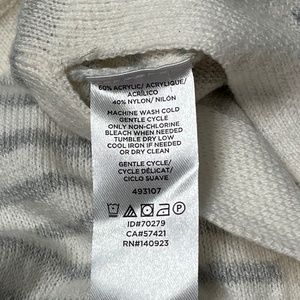 60% ACRYLIC/ ACRYLIQUE/
ACRÍLICO
40% NYLON/ NILÓN
MACHINE WASH COLD
GENTLE CYCLE
ONLY NON-CHLORINE
BLEACH WHEN NEEDED
TUMBLE DRY LOW
COOL IRON IF NEEDED
OR DRY CLEAN
GENTLE CYCLE/
CYCLE DÉLICAT/
CICLO SUAVE
493107
P
ID#70279
CA#57421
RN#140923